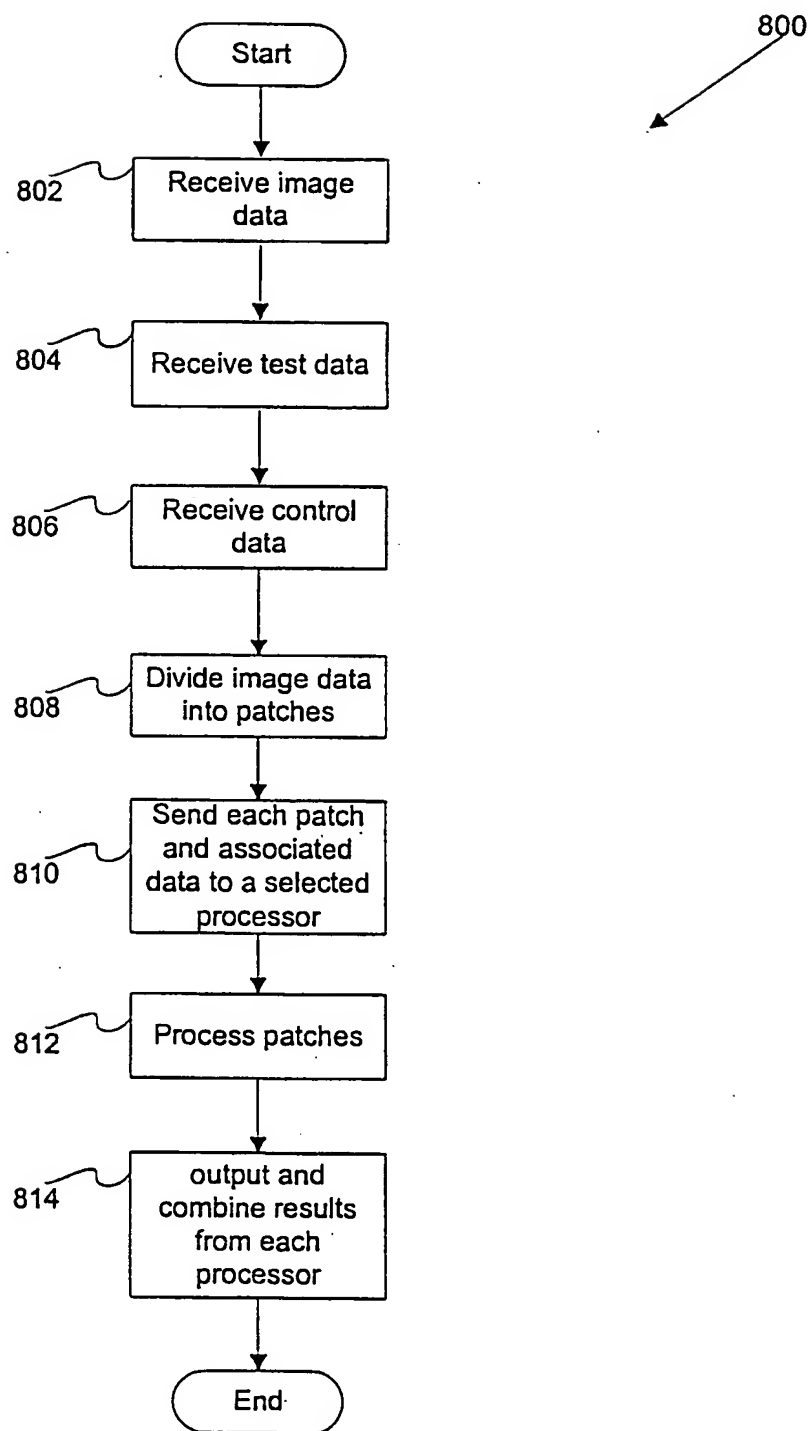 800
Start
802
Receive image
data
804
Receive test data
806
Receive control
data
808
Divide image data
into patches
810
Send each patch
and associated
data to a selected
processor
812
Process patches
814
output and
combine results
from each
processor
End